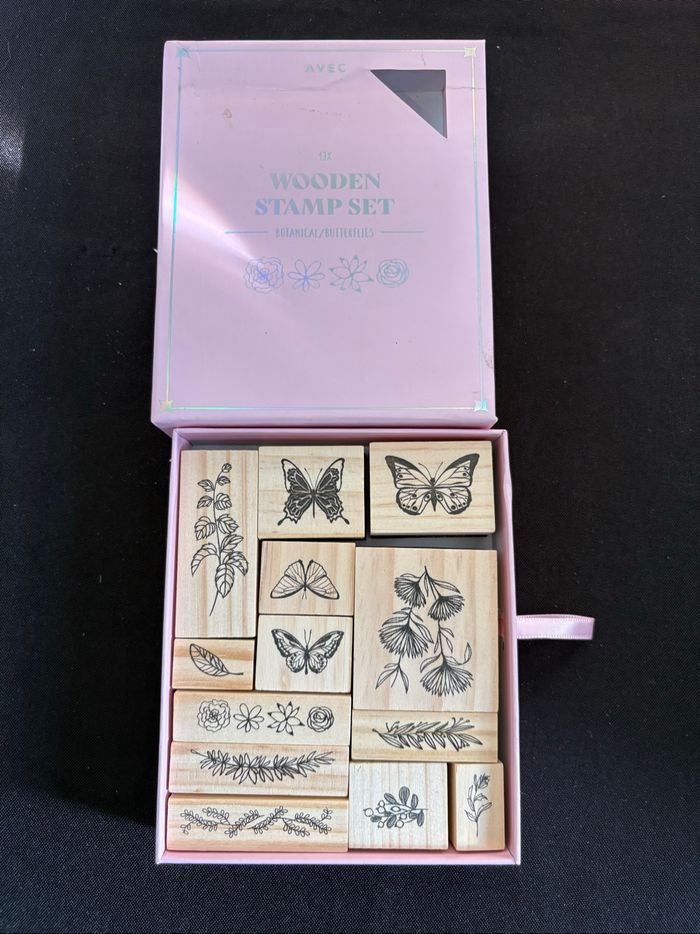 AVEC
13X
WOODEN
STAMP SET
BOTANICAL/BUTTERFLIES